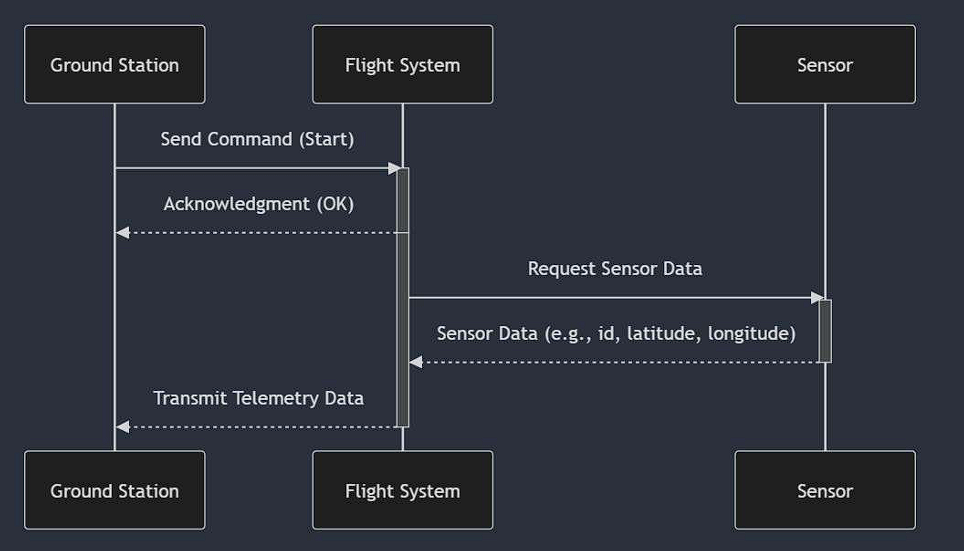 Ground Station
Flight System
Sensor
Send Command (Start)
Acknowledgment (OK)
Request Sensor Data
Sensor Data (e.g., id, latitude, longitude)
Transmit Telemetry Data
Ground Station
Flight System
Sensor